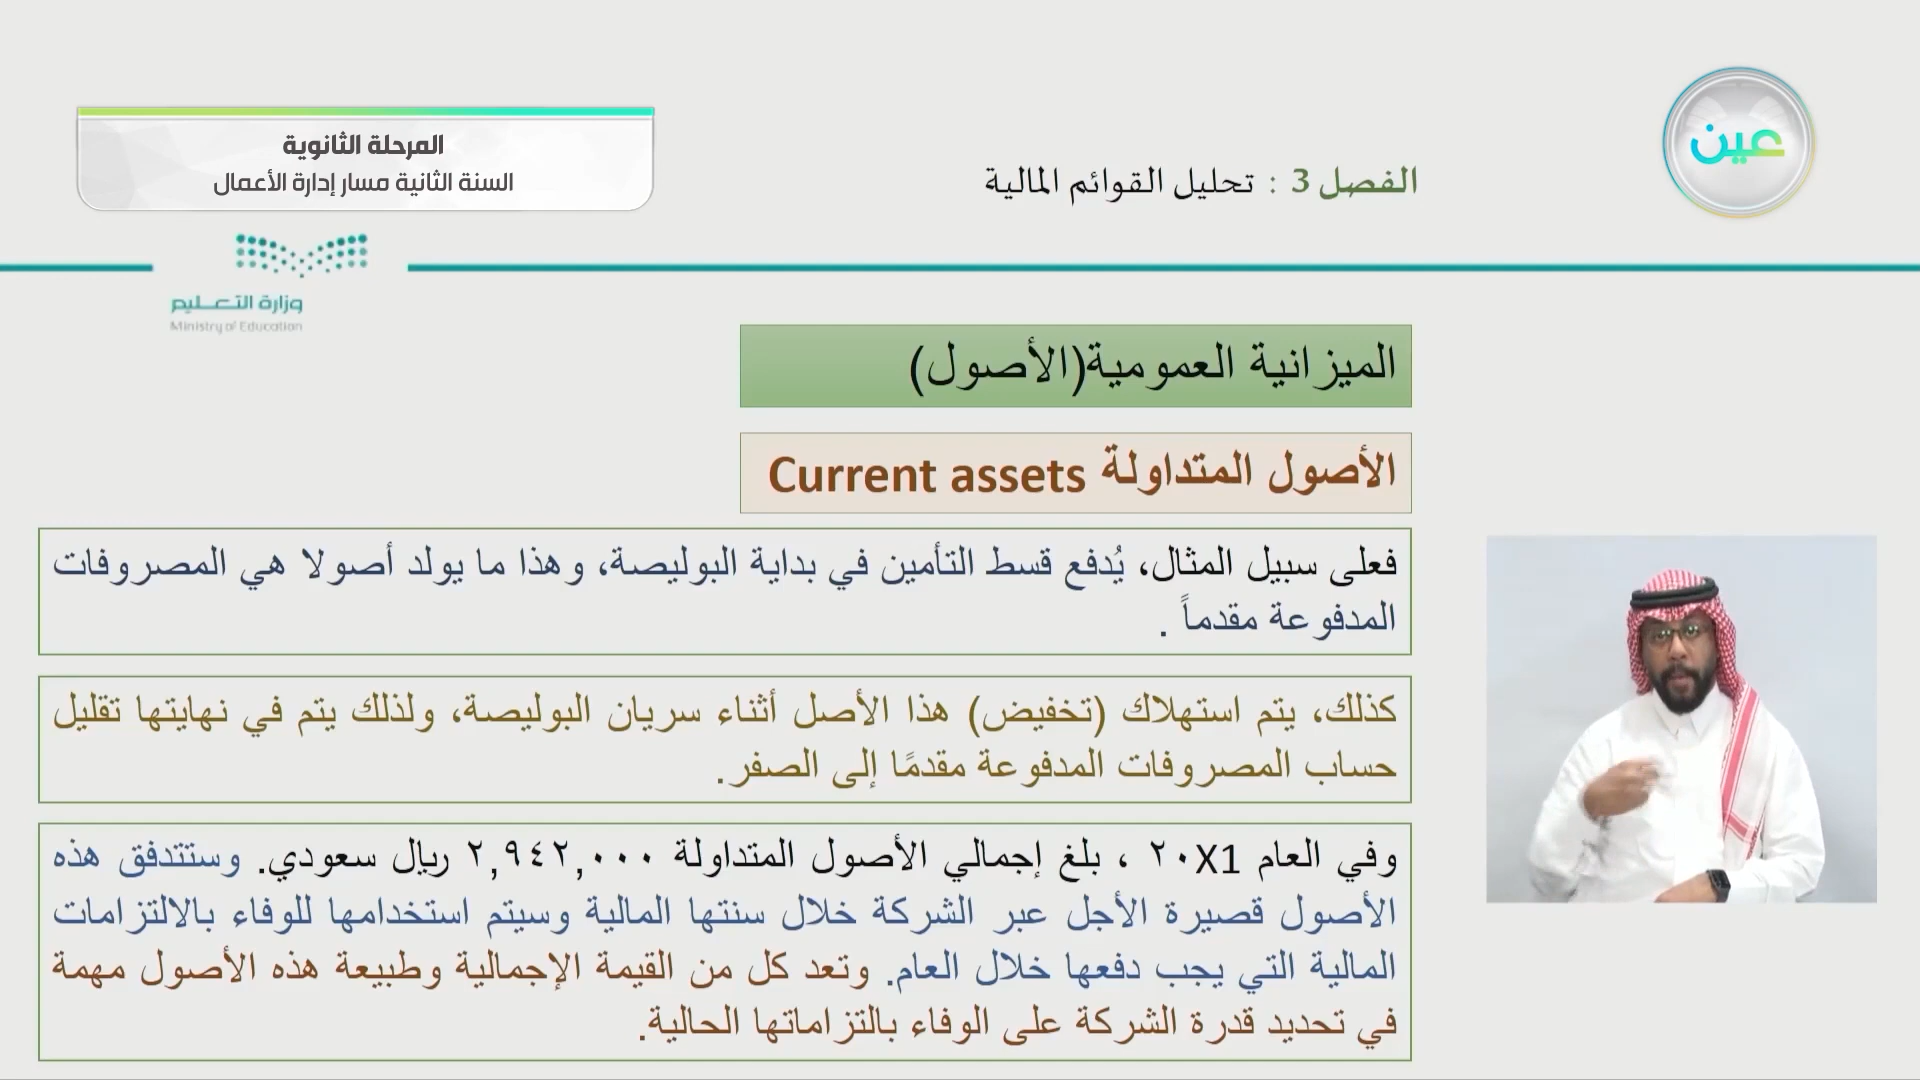 المرحلة الثانوية
السنة الثانية مسار إدارة الأعمال
عين
الفصل 3 : تحليل القوائم المالية
وزارة التعليم
Ministry of Education
الميزانية العمومية(الأصول)
الأصول المتداولة Current assets
فعلى سبيل المثال، يُدفع قسط التأمين في بداية البوليصة، وهذا ما يولد أصولا هي المصروفات
المدفوعة مقدماً .
كذلك، يتم استهلاك (تخفيض) هذا الأصل أثناء سريان البوليصة، ولذلك يتم في نهايتها تقليل
حساب المصروفات المدفوعة مقدمًا إلى الصفر.
وفي العام ٢٠X1 ، بلغ إجمالي الأصول المتداولة ٢,٩٤٢,٠٠٠ ريال سعودي. وستتدفق هذه
الأصول قصيرة الأجل عبر الشركة خلال سنتها المالية وسيتم استخدامها للوفاء بالالتزامات
المالية التي يجب دفعها خلال العام. وتعد كل من القيمة الإجمالية وطبيعة هذه الأصول مهمة
في تحديد قدرة الشركة على الوفاء بالتزاماتها الحالية.